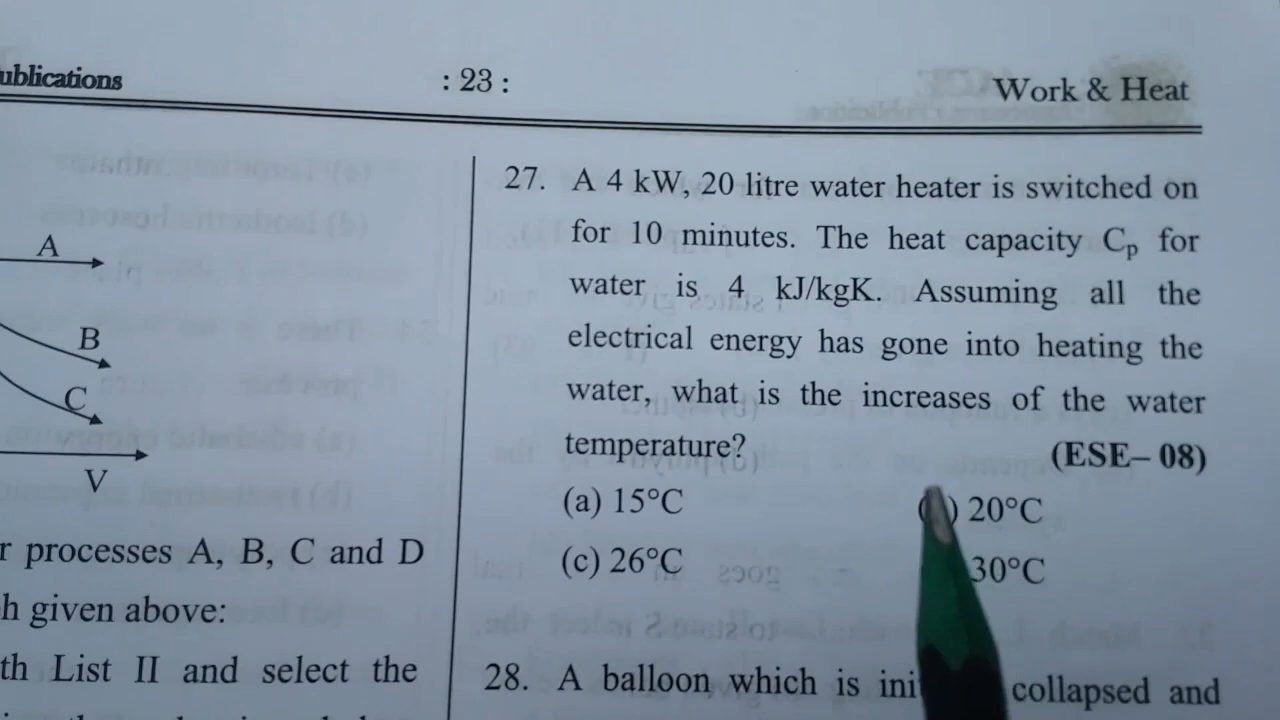 ublications : 23 : Work & Heat
A
B
C
V
r processes A, B, C and D
h given above:
th List II and select the
27. A 4 kW, 20 litre water heater is switched on
for 10 minutes. The heat capacity Cp for
water is 4 kJ/kgK. Assuming all the
electrical energy has gone into heating the
water, what is the increases of the water
temperature? (ESE– 08)
(a) 15°C ) 20°C
(c) 26°C 30°C
28. A balloon which is ini collapsed and